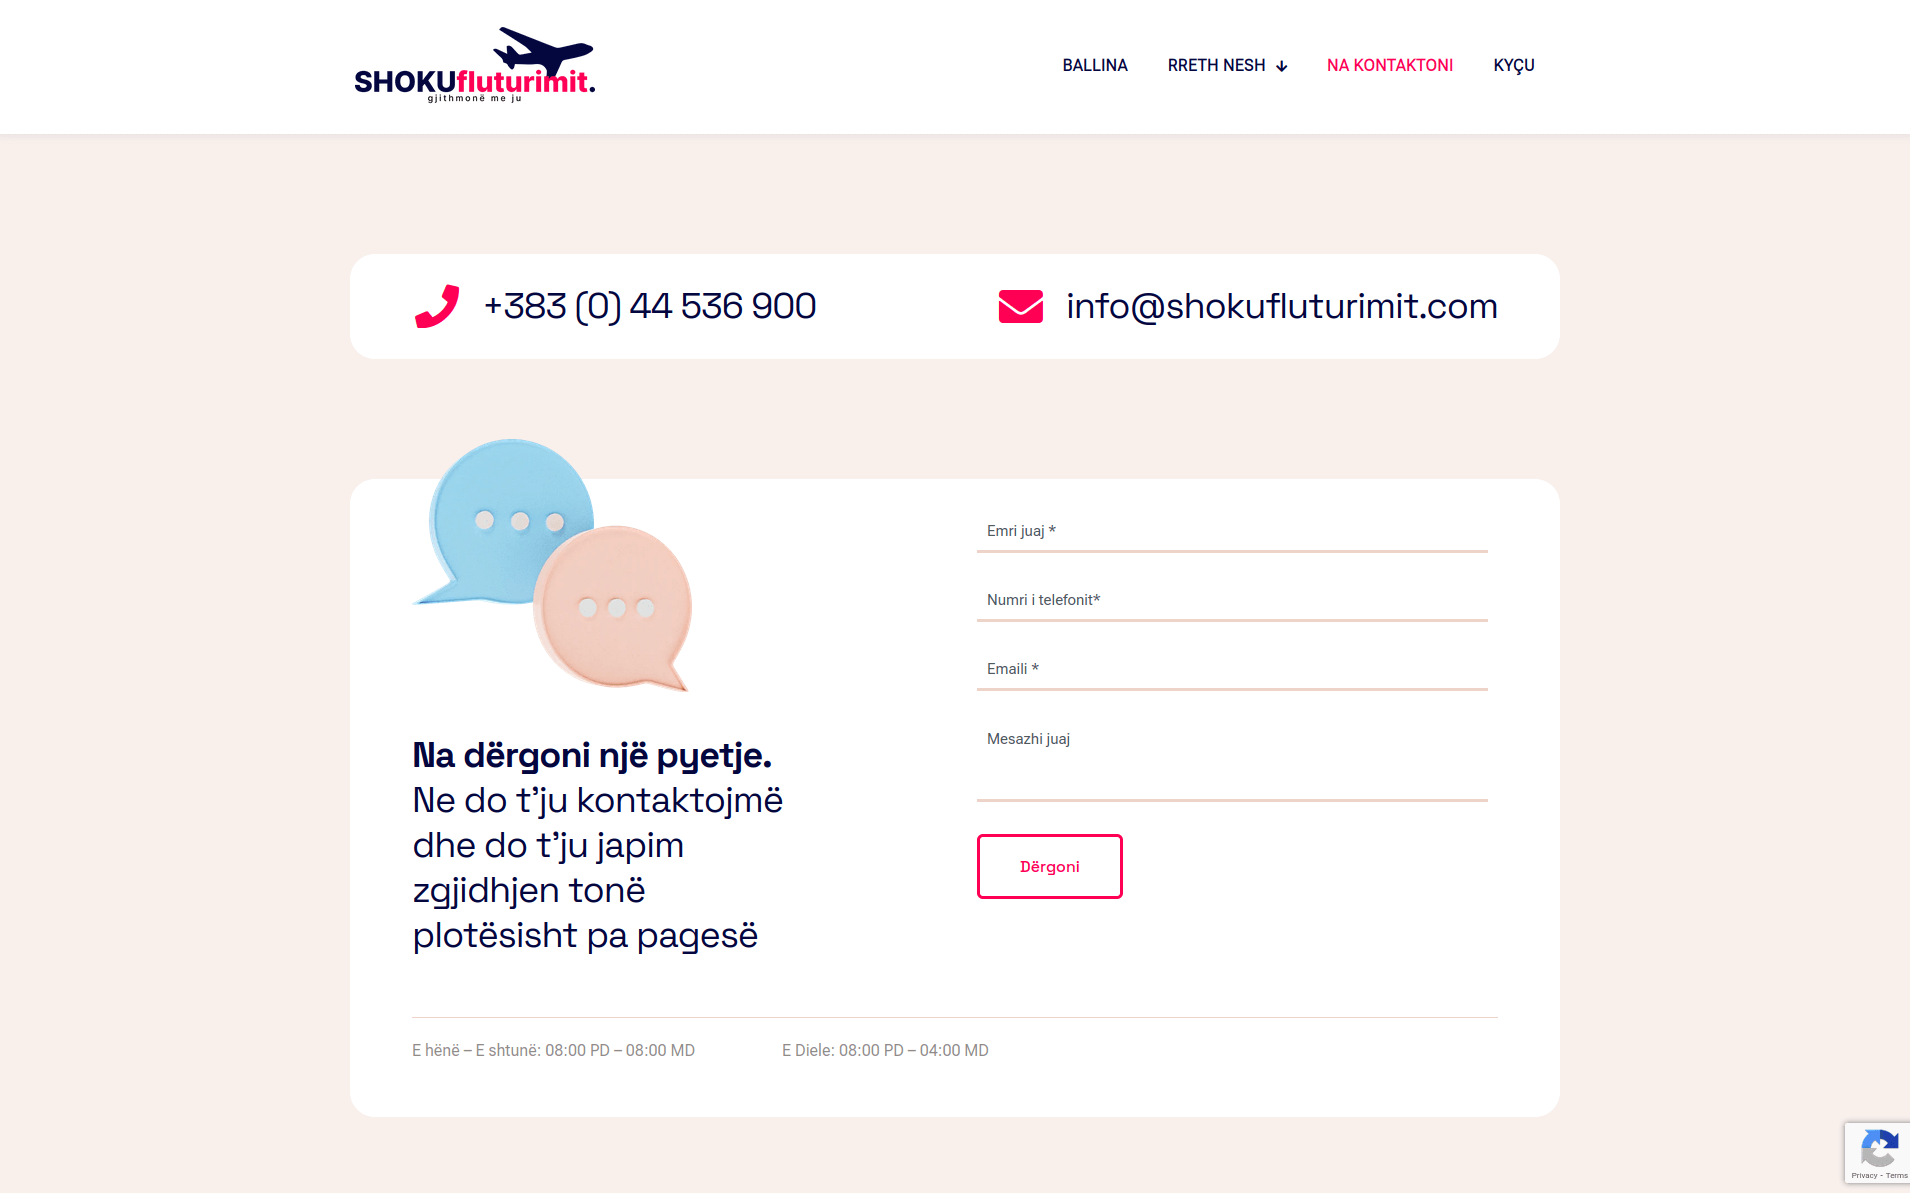 SHOKUfluturimit.
gjithmonë me ju
BALLINA
RRETH NESH
NA KONTAKTONI
KYÇU
+383 (0) 44 536 900
info@shokufluturimit.com
Na dërgoni një pyetje.
Ne do t’ju kontaktojmë
dhe do t’ju japim
zgjidhjen tonë
plotësisht pa pagesë
Emri juaj *
Numri i telefonit*
Emaili *
Mesazhi juaj
Dërgoni
E hënë – E shtunë: 08:00 PD – 08:00 MD
E Diele: 08:00 PD – 04:00 MD
Privacy - Terms